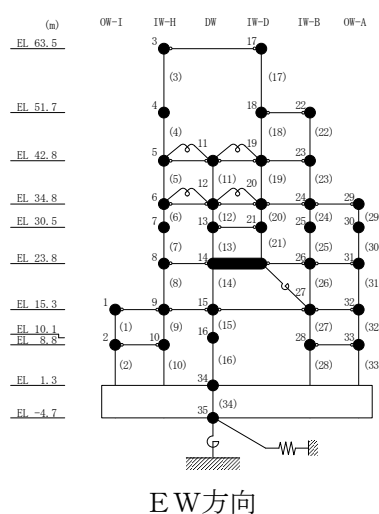 (m) OW-I IW-H DW IW-D IW-B OW-A
EL 63.5 3 17
(3) (17)
EL 51.7 4 18 22
(4) 11 19 (18) (22)
EL 42.8 5 23
(5) 12 (11) 20 (19) (23)
EL 34.8 6 24 29
(6) (12) (20) (24) (29)
EL 30.5 7 13 21 25 30
(7) (13) (21) (25) (30)
EL 23.8 8 14 26 31
(8) (14) 27 (26) (31)
EL 15.3 1 9 15 32
(1) (9) (15) (27) (32)
EL 10.1 16
EL 8.8 2 10 28 33
(2) (10) (16) (28) (33)
EL 1.3 34
(34)
EL -4.7 35
EW方向